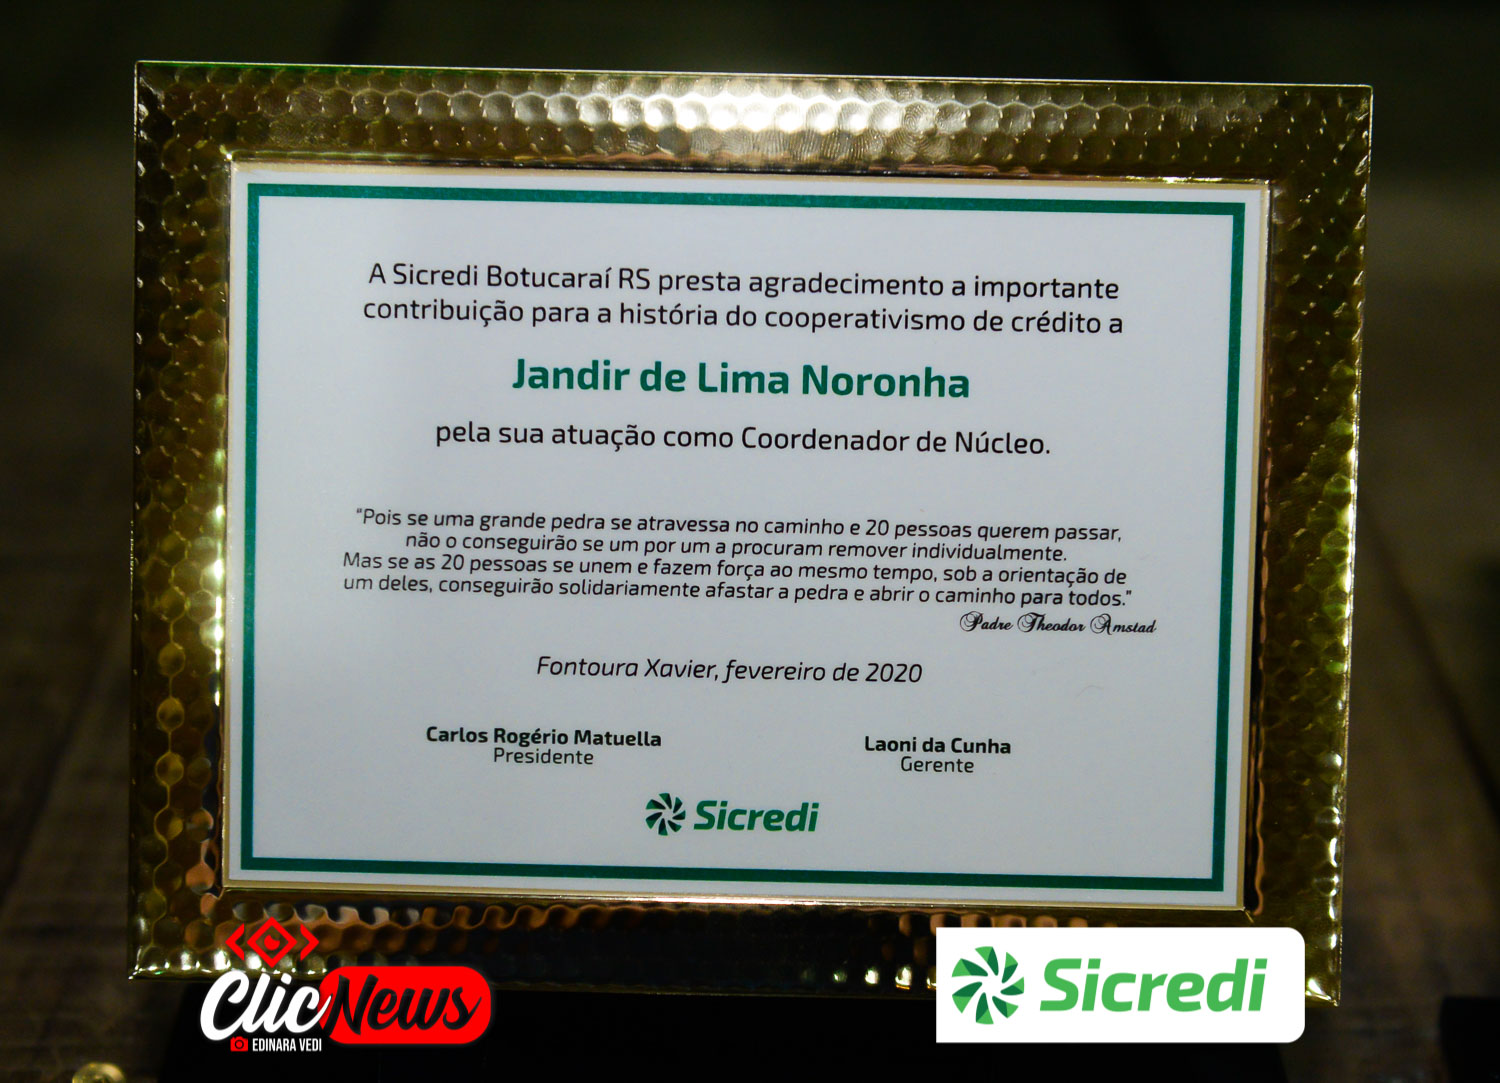 A Sicredi Botucaraí RS presta agradecimento a importante
contribuição para a história do cooperativismo de crédito a
Jandir de Lima Noronha
pela sua atuação como Coordenador de Núcleo.
“Pois se uma grande pedra se atravessa no caminho e 20 pessoas querem passar,
não o conseguirão se um por um a procuram remover individualmente.
Mas se as 20 pessoas se unem e fazem força ao mesmo tempo, sob a orientação de
um deles, conseguirão solidariamente afastar a pedra e abrir o caminho para todos.”
Padre Theodor Amstad
Fontoura Xavier, fevereiro de 2020
Carlos Rogério Matuella
Presidente
Laoni da Cunha
Gerente
Sicredi
ClicNews
EDINARA VEDI
Sicredi